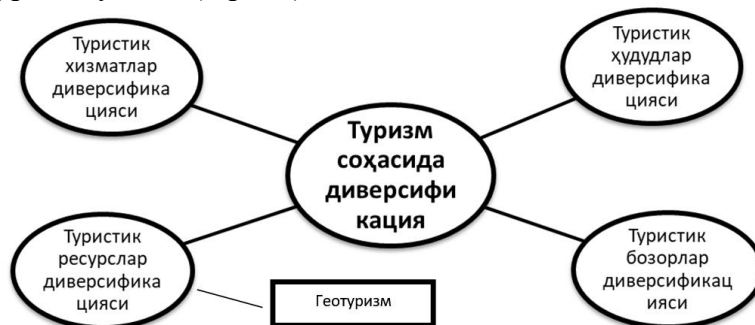 Туристик
хизматлар
диверсифика
цияси
Туристик
ҳудудлар
диверсифика
цияси
Туризм
соҳасида
диверсифи
кация
Туристик
ресурслар
диверсифика
цияси
Туристик
бозорлар
диверсификац
ияси
Геотуризм